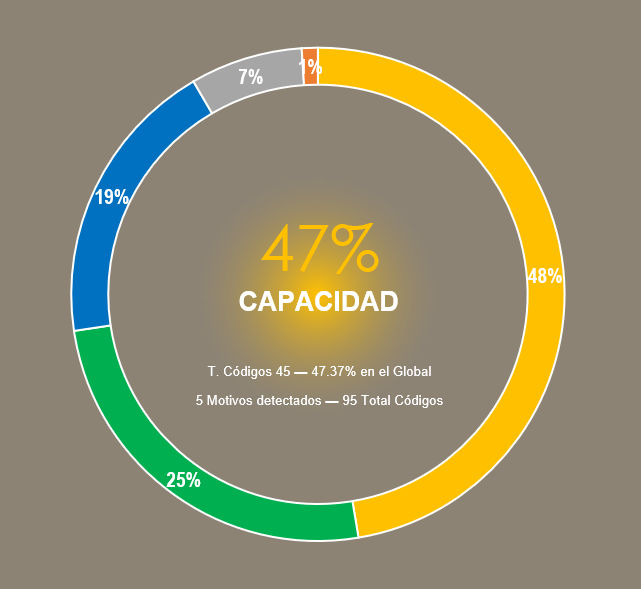 1%
7%
19%
47%
48%
CAPACIDAD
T. Códigos 45 — 47.37% en el Global
5 Motivos detectados — 95 Total Códigos
25%